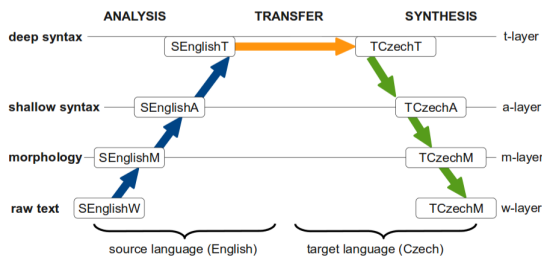 ANALYSIS TRANSFER SYNTHESIS
deep syntax SEnglishT TCzechT t-layer
shallow syntax SEnglishA TCzechA a-layer
morphology SEnglishM TCzechM m-layer
raw text SEnglishW TCzechM w-layer
source language (English) target language (Czech)